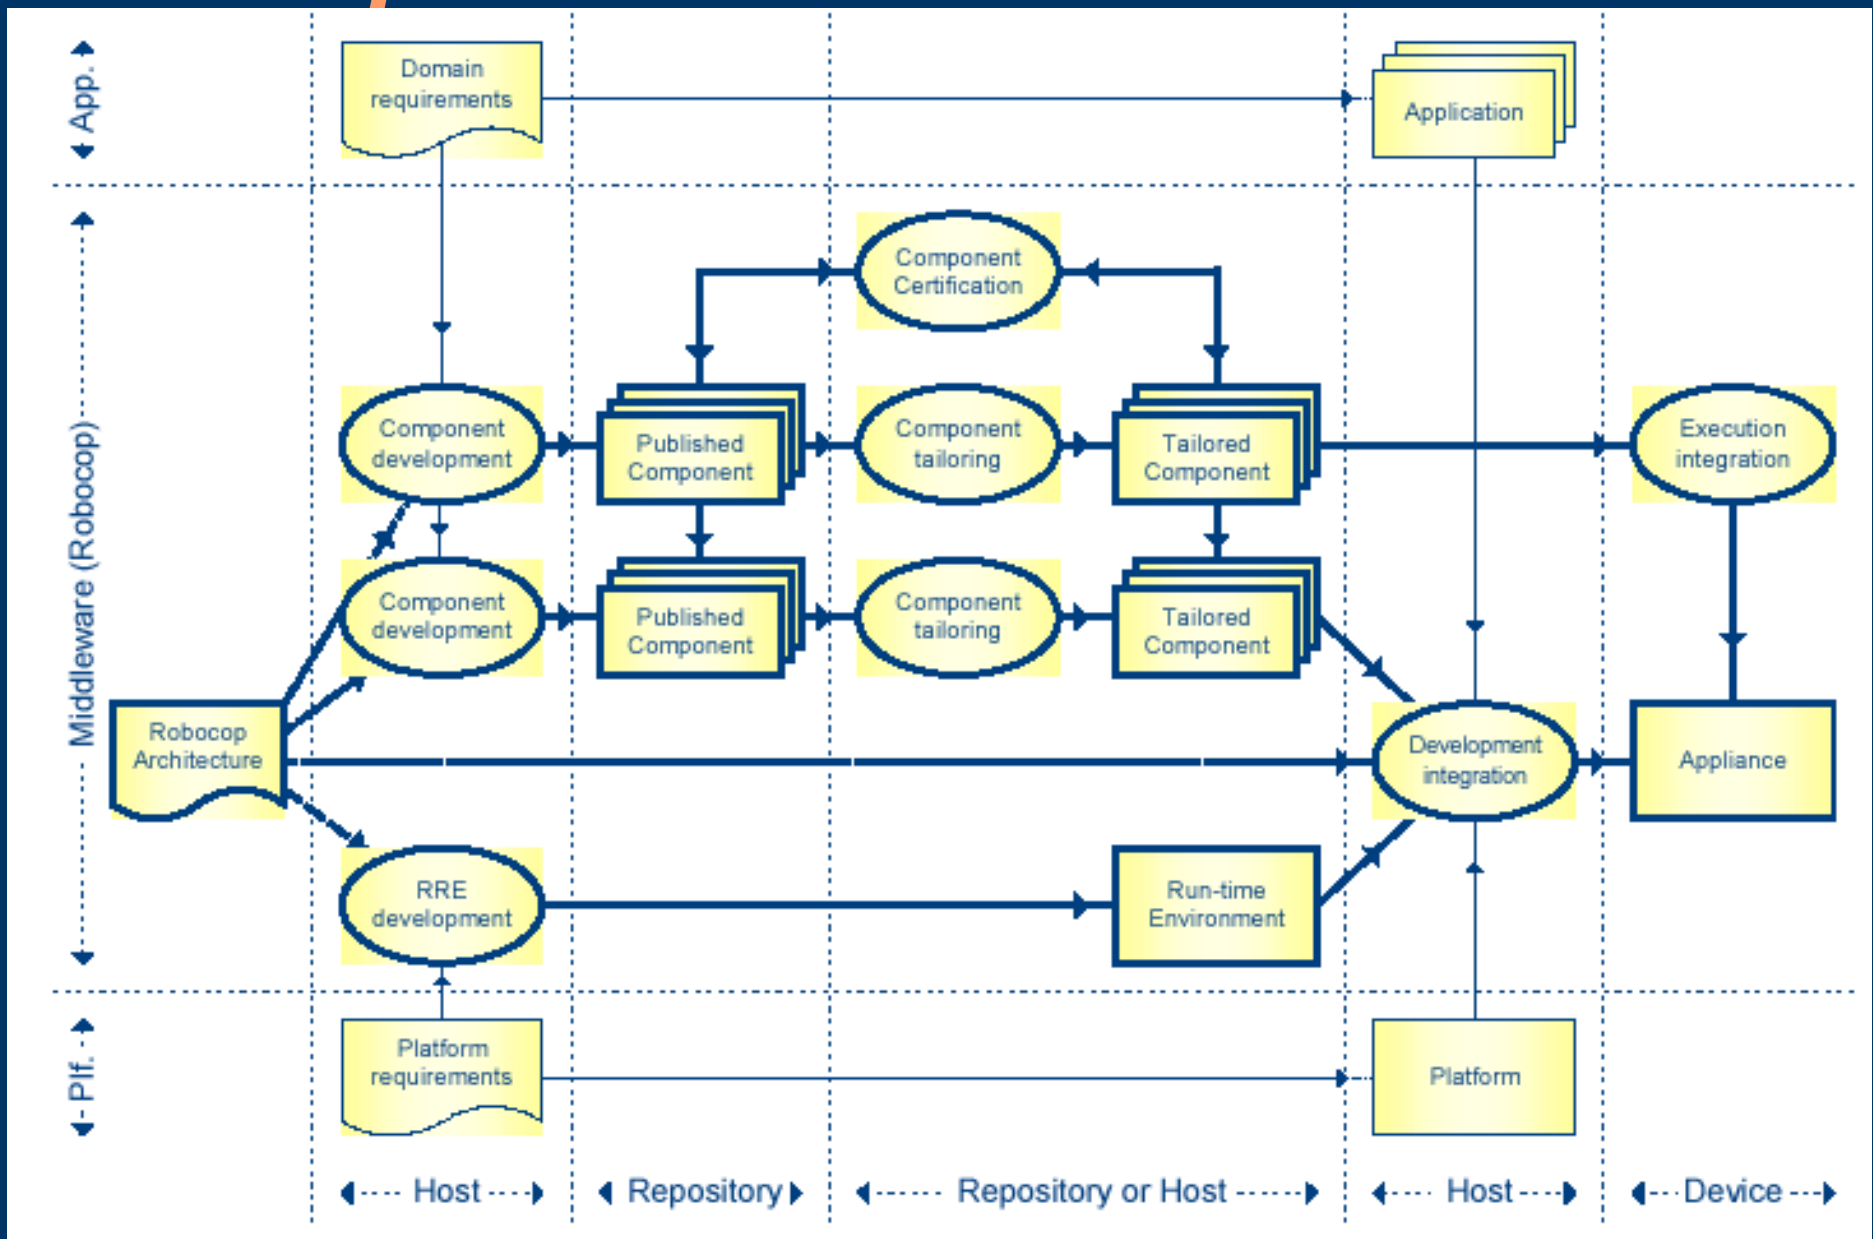 App.
Domain
requirements
Application
Middleware (Robocop)
Component
Certification
Component
development
Published
Component
Component
tailoring
Tailored
Component
Execution
integration
Component
development
Published
Component
Component
tailoring
Tailored
Component
Robocop
Architecture
Development
integration
Appliance
RRE
development
Run-time
Environment
Plf.
Platform
requirements
Platform
Host
Repository
Repository or Host
Host
Device